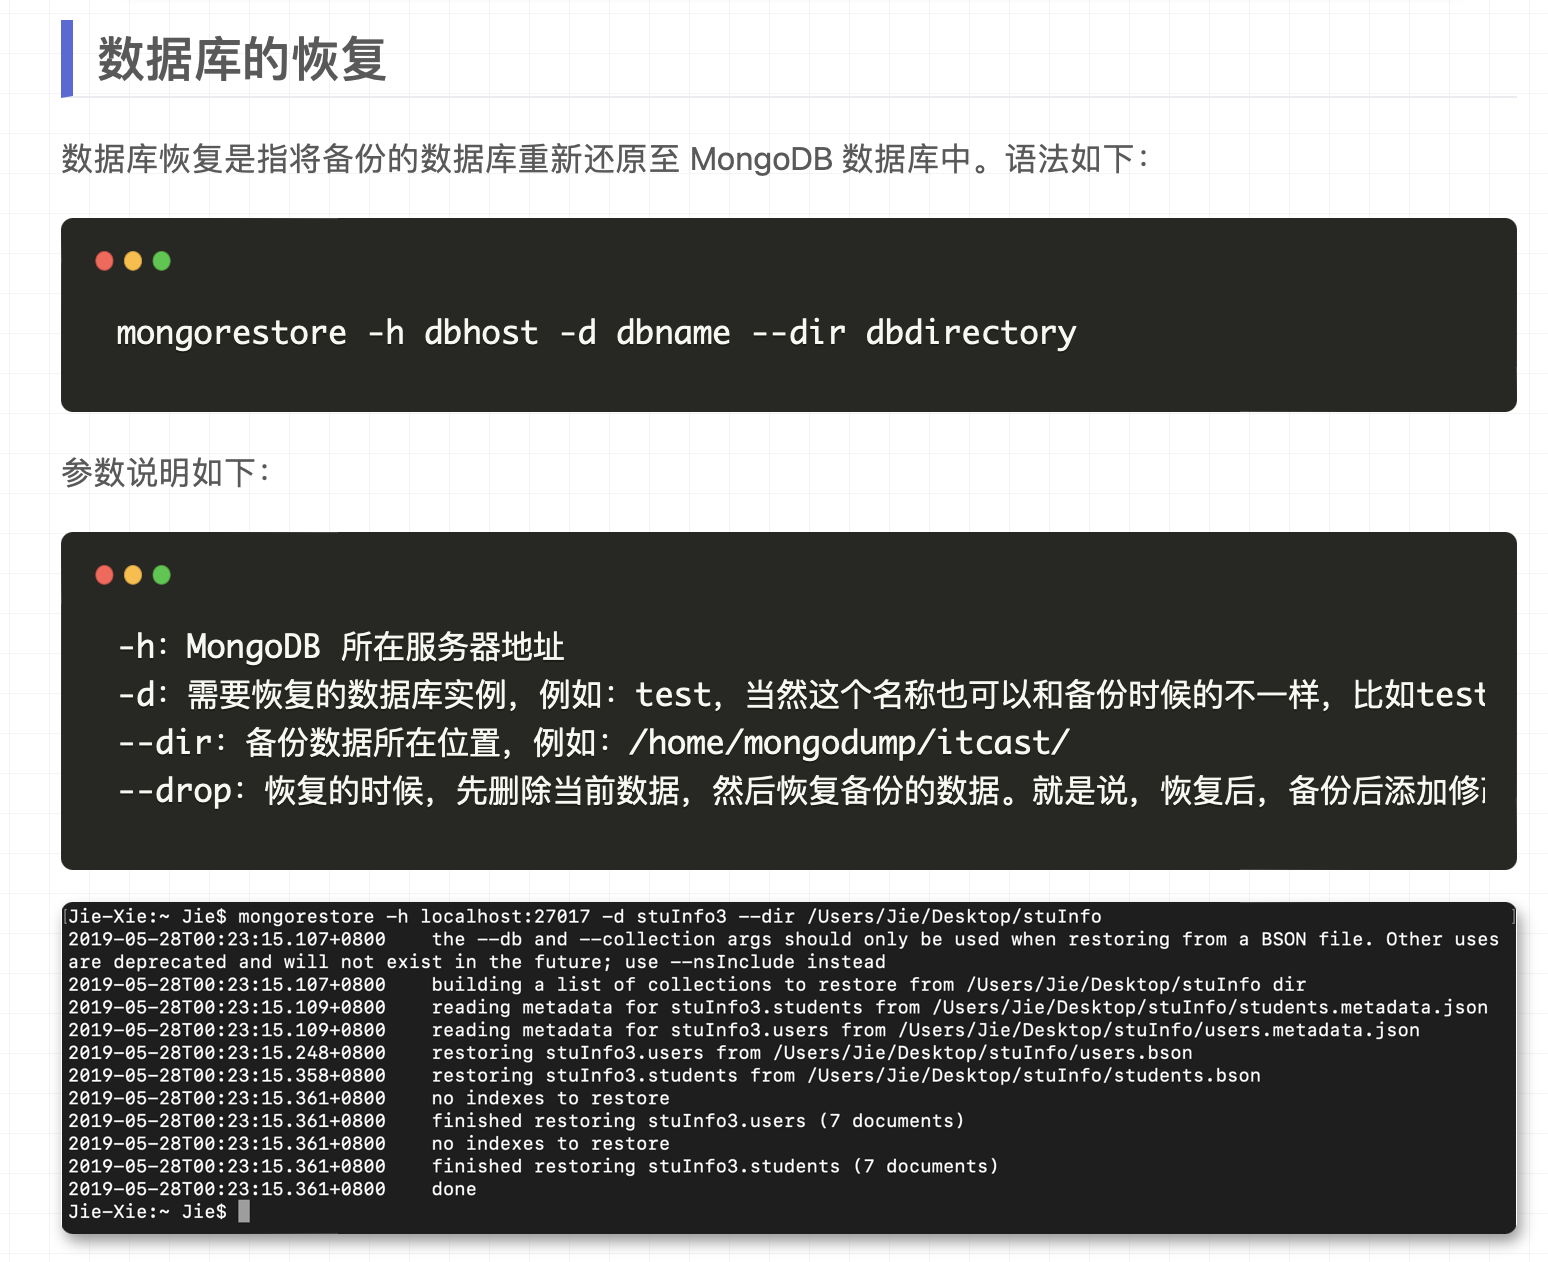 数据库的恢复
数据库恢复是指将备份的数据库重新还原至 MongoDB 数据库中。语法如下：
mongorestore -h dbhost -d dbname --dir dbdirectory
参数说明如下：
-h：MongoDB 所在服务器地址
-d：需要恢复的数据库实例，例如：test，当然这个名称也可以和备份时候的不一样，比如test
--dir：备份数据所在位置，例如：/home/mongodump/itcast/
--drop：恢复的时候，先删除当前数据，然后恢复备份的数据。就是说，恢复后，备份后添加修
Jie-Xie:~ Jie$ mongorestore -h localhost:27017 -d stuInfo3 --dir /Users/Jie/Desktop/stuInfo
2019-05-28T00:23:15.107+0800    the --db and --collection args should only be used when restoring from a BSON file. Other uses
are deprecated and will not exist in the future; use --nsInclude instead
2019-05-28T00:23:15.107+0800    building a list of collections to restore from /Users/Jie/Desktop/stuInfo dir
2019-05-28T00:23:15.109+0800    reading metadata for stuInfo3.students from /Users/Jie/Desktop/stuInfo/students.metadata.json
2019-05-28T00:23:15.109+0800    reading metadata for stuInfo3.users from /Users/Jie/Desktop/stuInfo/users.metadata.json
2019-05-28T00:23:15.248+0800    restoring stuInfo3.users from /Users/Jie/Desktop/stuInfo/users.bson
2019-05-28T00:23:15.358+0800    restoring stuInfo3.students from /Users/Jie/Desktop/stuInfo/students.bson
2019-05-28T00:23:15.361+0800    no indexes to restore
2019-05-28T00:23:15.361+0800    finished restoring stuInfo3.users (7 documents)
2019-05-28T00:23:15.361+0800    no indexes to restore
2019-05-28T00:23:15.361+0800    finished restoring stuInfo3.students (7 documents)
2019-05-28T00:23:15.361+0800    done
Jie-Xie:~ Jie$